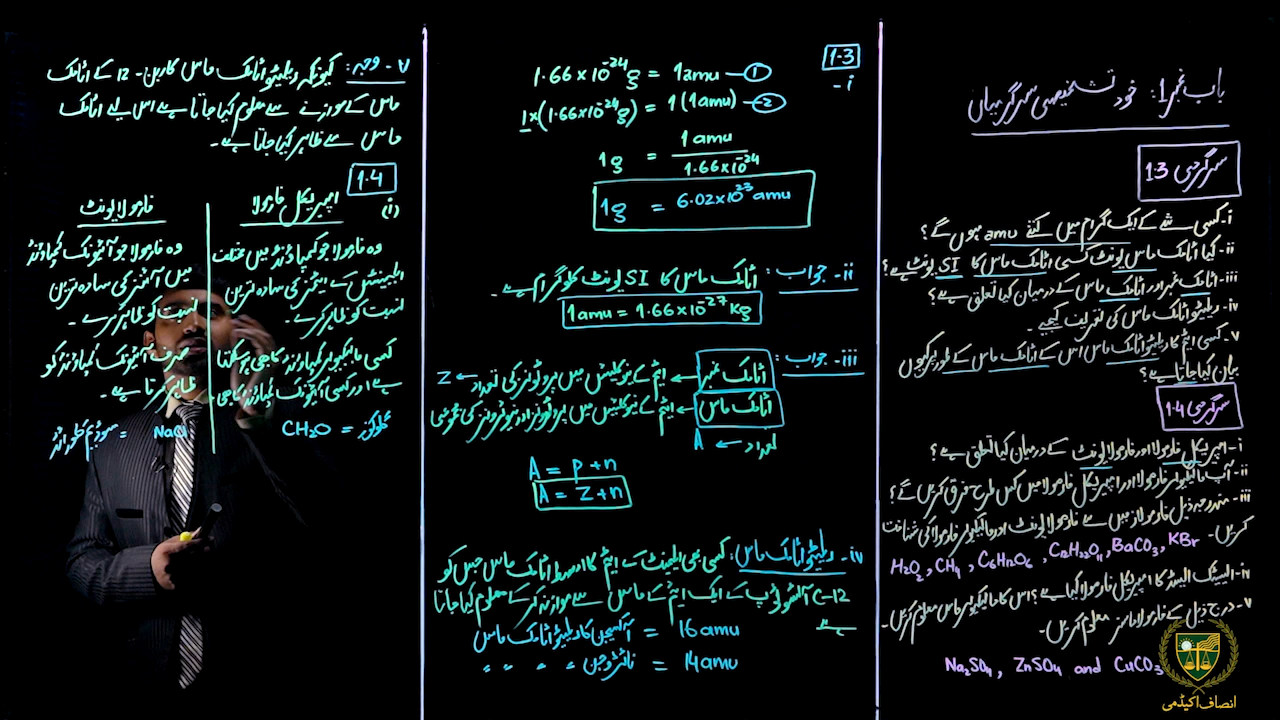 باب نمبر 1: خود تشخیصی سرگرمیاں
سرگرمی 1.3
i- کسی شے کے ایک گرام میں کتنے amu ہوں گے؟
ii- کیا اٹامک ماس یونٹ کسی اٹامک ماس کا SI یونٹ ہے؟
iii- اٹامک نمبر اور اٹامک ماس کے درمیان کیا تعلق ہے؟
iv- ریلیٹو اٹامک ماس کی تعریف کیجیے۔
v- کسی ایٹم کا ریلیٹو اٹامک ماس اس کے اٹامک ماس کے طور پر کیوں
بیان کیا جاتا ہے؟
سرگرمی 1.4
i- امپیریکل فارمولا اور فارمولا یونٹ کے درمیان کیا تعلق ہے؟
ii- آپ مالیکیولر فارمولا اور امپیریکل فارمولا میں کس طرح فرق کریں گے؟
iii- مندرجہ ذیل فارمولاز میں سے فارمولا یونٹ اور مالیکیولر فارمولا کی شناخت
کریں۔
H2O2, CH4, C6H12O6, C12H22O11, BaCO3, KBr
iv- ایسیٹک ایسڈ کا امپیریکل فارمولا کیا ہے؟ اس کا مالیکیولر ماس معلوم کریں۔
v- درج ذیل کے فارمولا ماسز معلوم کریں۔
Na2SO4, ZnSO4 and CuCO3
انصاف اکیڈمی
1.3
i-
1.66×10^-24 g = 1amu —①
1×(1.66×10^-24 g) = 1(1amu) —②
1g = 1amu / 1.66×10^-24
1g = 6.02×10^23 amu
ii- جواب: اٹامک ماس کا SI یونٹ کلوگرام ہے۔
1amu = 1.66×10^-27 Kg
iii- جواب:
اٹامک نمبر ← ایٹم کے نیوکلیئس میں پروٹونز کی تعداد ← Z
اٹامک ماس ← ایٹم کے نیوکلیئس میں پروٹونز اور نیوٹرونز کی مجموعی
تعداد ← A
A = p+n
A = Z+n
iv- ریلیٹو اٹامک ماس: کسی بھی ایلیمنٹ کے ایٹم کا اوسط اٹامک ماس جس کو
C-12 آئسوٹوپ کے ایک ایٹم کے ماس سے موازنہ کر کے معلوم کیا جاتا
ہے
آکسیجن کا ریلیٹو اٹامک ماس = 16amu
نائٹروجن " " " " = 14amu
v- وجہ: کیونکہ ریلیٹو اٹامک ماس کاربن- 12 کے اٹامک
ماس کے موازنے سے معلوم کیا جاتا ہے اس لیے اٹامک
ماس سے ظاہر کیا جاتا ہے۔
1.4
(i)
امپیریکل فارمولا
وہ فارمولا جو کمپاؤنڈ میں مختلف
ایلیمنٹس کے ایٹمز کی سادہ ترین
نسبت کو ظاہر کرے۔
کسی مالیکیولر کمپاؤنڈ کا بھی ہو سکتا
ہے اور کسی آئیونک کمپاؤنڈ کا بھی۔
گلوکوز = CH2O
فارمولا یونٹ
وہ فارمولا جو آئیونک کمپاؤنڈ
میں آئنز کی سادہ ترین
نسبت کو ظاہر کرے۔
صرف آئیونک کمپاؤنڈ کو
ظاہر کرتا ہے۔
سوڈیم کلورائڈ = NaCl